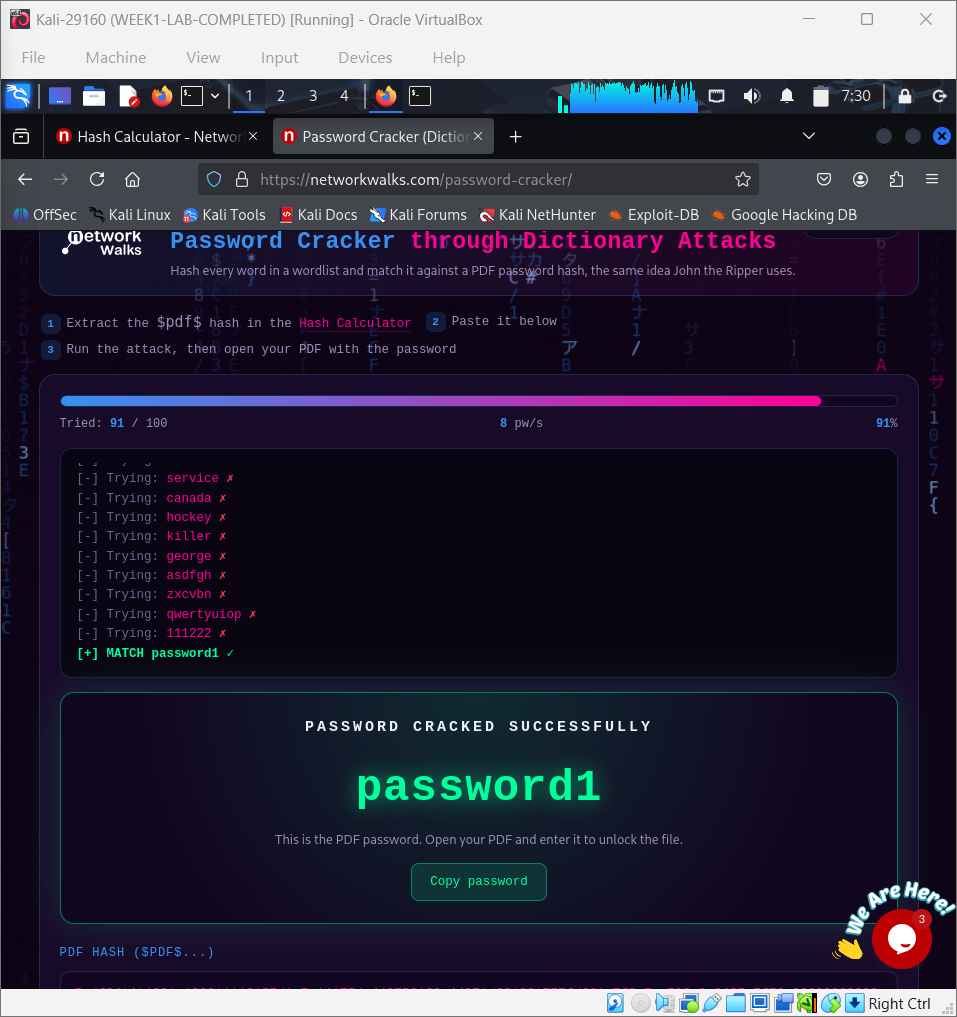 Kali-29160 (WEEK1-LAB-COMPLETED) [Running] - Oracle VirtualBox
File Machine View Input Devices Help
1 2 3 4 7:30
Hash Calculator - Networ Password Cracker (Diction
https://networkwalks.com/password-cracker/
OffSec Kali Linux Kali Tools Kali Docs Kali Forums Kali NetHunter Exploit-DB Google Hacking DB
network Walks
Password Cracker through Dictionary Attacks
Hash every word in a wordlist and match it against a PDF password hash, the same idea John the Ripper uses.
1 Extract the $pdf$ hash in the Hash Calculator 2 Paste it below
3 Run the attack, then open your PDF with the password
Tried: 91 / 100 8 pw/s 91%
[-] Trying: service ✗
[-] Trying: canada ✗
[-] Trying: hockey ✗
[-] Trying: killer ✗
[-] Trying: george ✗
[-] Trying: asdfgh ✗
[-] Trying: zxcvbn ✗
[-] Trying: qwertyuiop ✗
[-] Trying: 111222 ✗
[+] MATCH password1 ✓
PASSWORD CRACKED SUCCESSFULLY
password1
This is the PDF password. Open your PDF and enter it to unlock the file.
Copy password
We Are Here!
3
PDF HASH ($PDF$...)
Right Ctrl